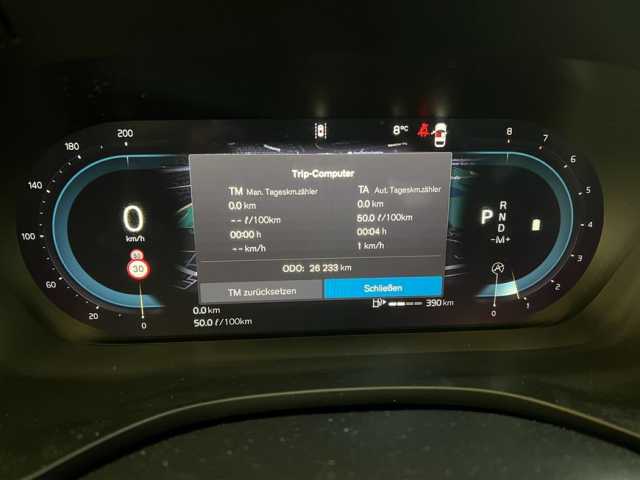 8°C
200
180
140
100
60
20
0
8
7
6
5
4
3
2
1
0
0
km/h
30
Trip-Computer
TM Man. Tageskm.zähler
0.0 km
-- ℓ/100km
00:00 h
-- km/h
TA Aut. Tageskm.zähler
0.0 km
50.0 ℓ/100km
00:04 h
1 km/h
ODO: 26 233 km
TM zurücksetzen
Schließen
P
R
N
D
-M+
A
0.0 km
50.0 ℓ/100km
390 km